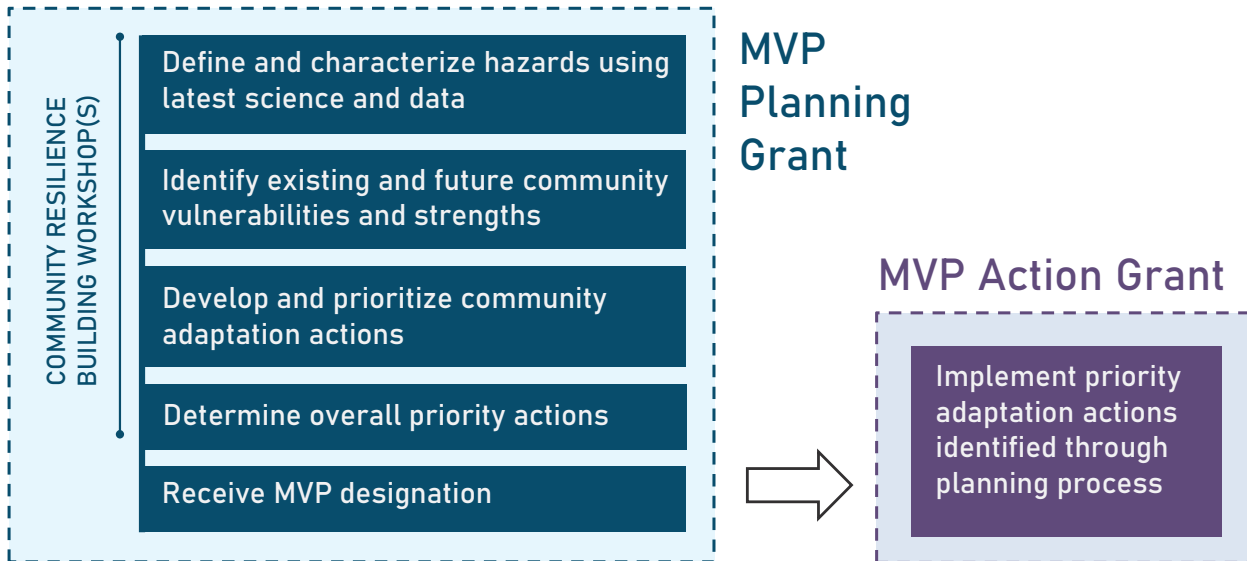 COMMUNITY RESILIENCE
BUILDING WORKSHOP(S)
Define and characterize hazards using
latest science and data
Identify existing and future community
vulnerabilities and strengths
Develop and prioritize community
adaptation actions
Determine overall priority actions
Receive MVP designation
MVP
Planning
Grant
MVP Action Grant
Implement priority
adaptation actions
identified through
planning process